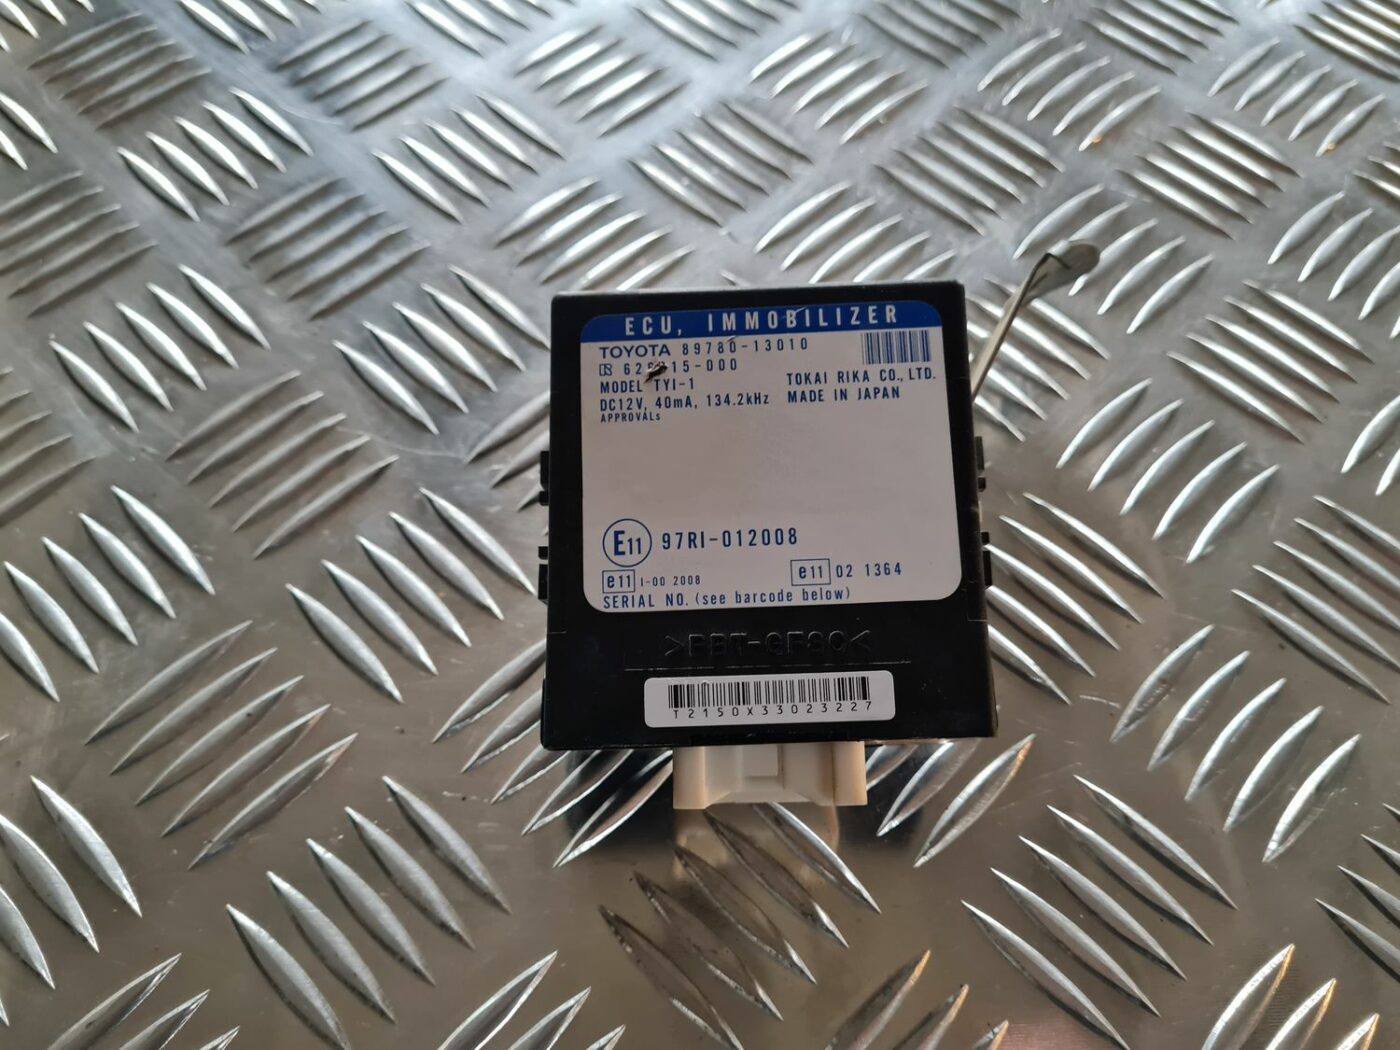 ECU, IMMOBILIZER
TOYOTA 89780-13010
MODEL TYI-1
TOKAI RIKA CO., LTD.
DC12V, 40mA, 134.2kHz
MADE IN JAPAN
APPROVALs
E11 97RI-012008
e11 I-00 2008
e11 02 1364
SERIAL NO. (see barcode below)
T2150X33023227